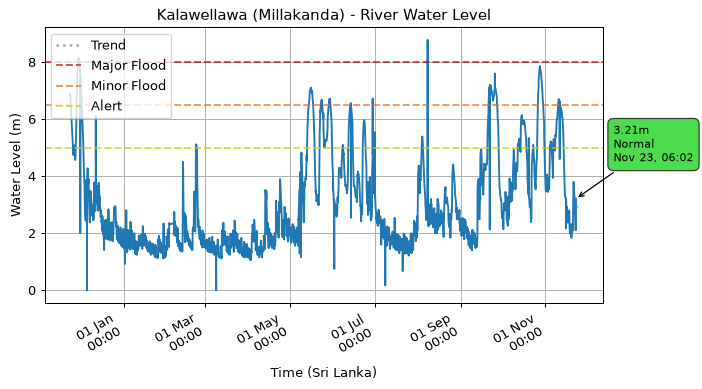 Kalawellawa (Millakanda) - River Water Level
Trend
Major Flood
Minor Flood
Alert
Water Level (m)
8
6
4
2
0
3.21m
Normal
Nov 23, 06:02
01 Jan
00:00
01 Mar
00:00
01 May
00:00
01 Jul
00:00
01 Sep
00:00
01 Nov
00:00
Time (Sri Lanka)